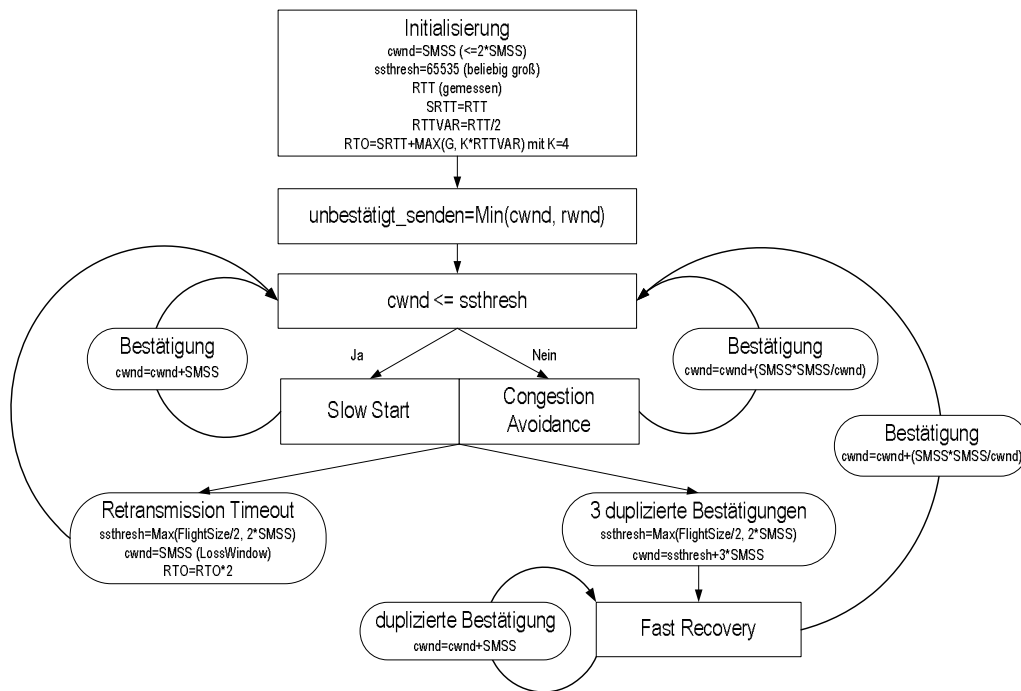 Initialisierung
cwnd=SMSS (<=2*SMSS)
ssthresh=65535 (beliebig groß)
RTT (gemessen)
SRTT=RTT
RTTVAR=RTT/2
RTO=SRTT+MAX(G, K*RTTVAR) mit K=4
unbestätigt_senden=Min(cwnd, rwnd)
cwnd <= ssthresh
Bestätigung
cwnd=cwnd+SMSS
Ja
Nein
Bestätigung
cwnd=cwnd+(SMSS*SMSS/cwnd)
Slow Start
Congestion
Avoidance
Bestätigung
cwnd=cwnd+(SMSS*SMSS/cwnd)
Retransmission Timeout
ssthresh=Max(FlightSize/2, 2*SMSS)
cwnd=SMSS (LossWindow)
RTO=RTO*2
3 duplizierte Bestätigungen
ssthresh=Max(FlightSize/2, 2*SMSS)
cwnd=ssthresh+3*SMSS
duplizierte Bestätigung
cwnd=cwnd+SMSS
Fast Recovery